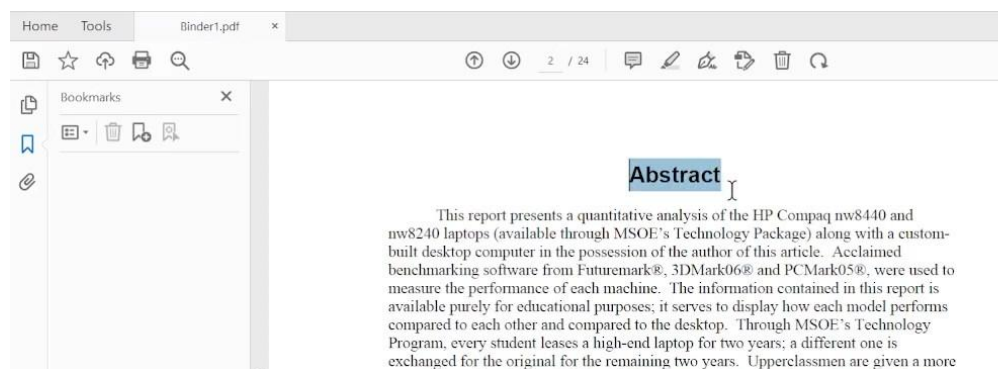 Home Tools Binder1.pdf ×
2 / 24
Bookmarks
Abstract
This report presents a quantitative analysis of the HP Compaq nw8440 and
nw8240 laptops (available through MSOE's Technology Package) along with a custom-
built desktop computer in the possession of the author of this article. Acclaimed
benchmarking software from Futuremark®, 3DMark06® and PCMark05®, were used to
measure the performance of each machine. The information contained in this report is
available purely for educational purposes; it serves to display how each model performs
compared to each other and compared to the desktop. Through MSOE's Technology
Program, every student leases a high-end laptop for two years; a different one is
exchanged for the original for the remaining two years. Upperclassmen are given a more